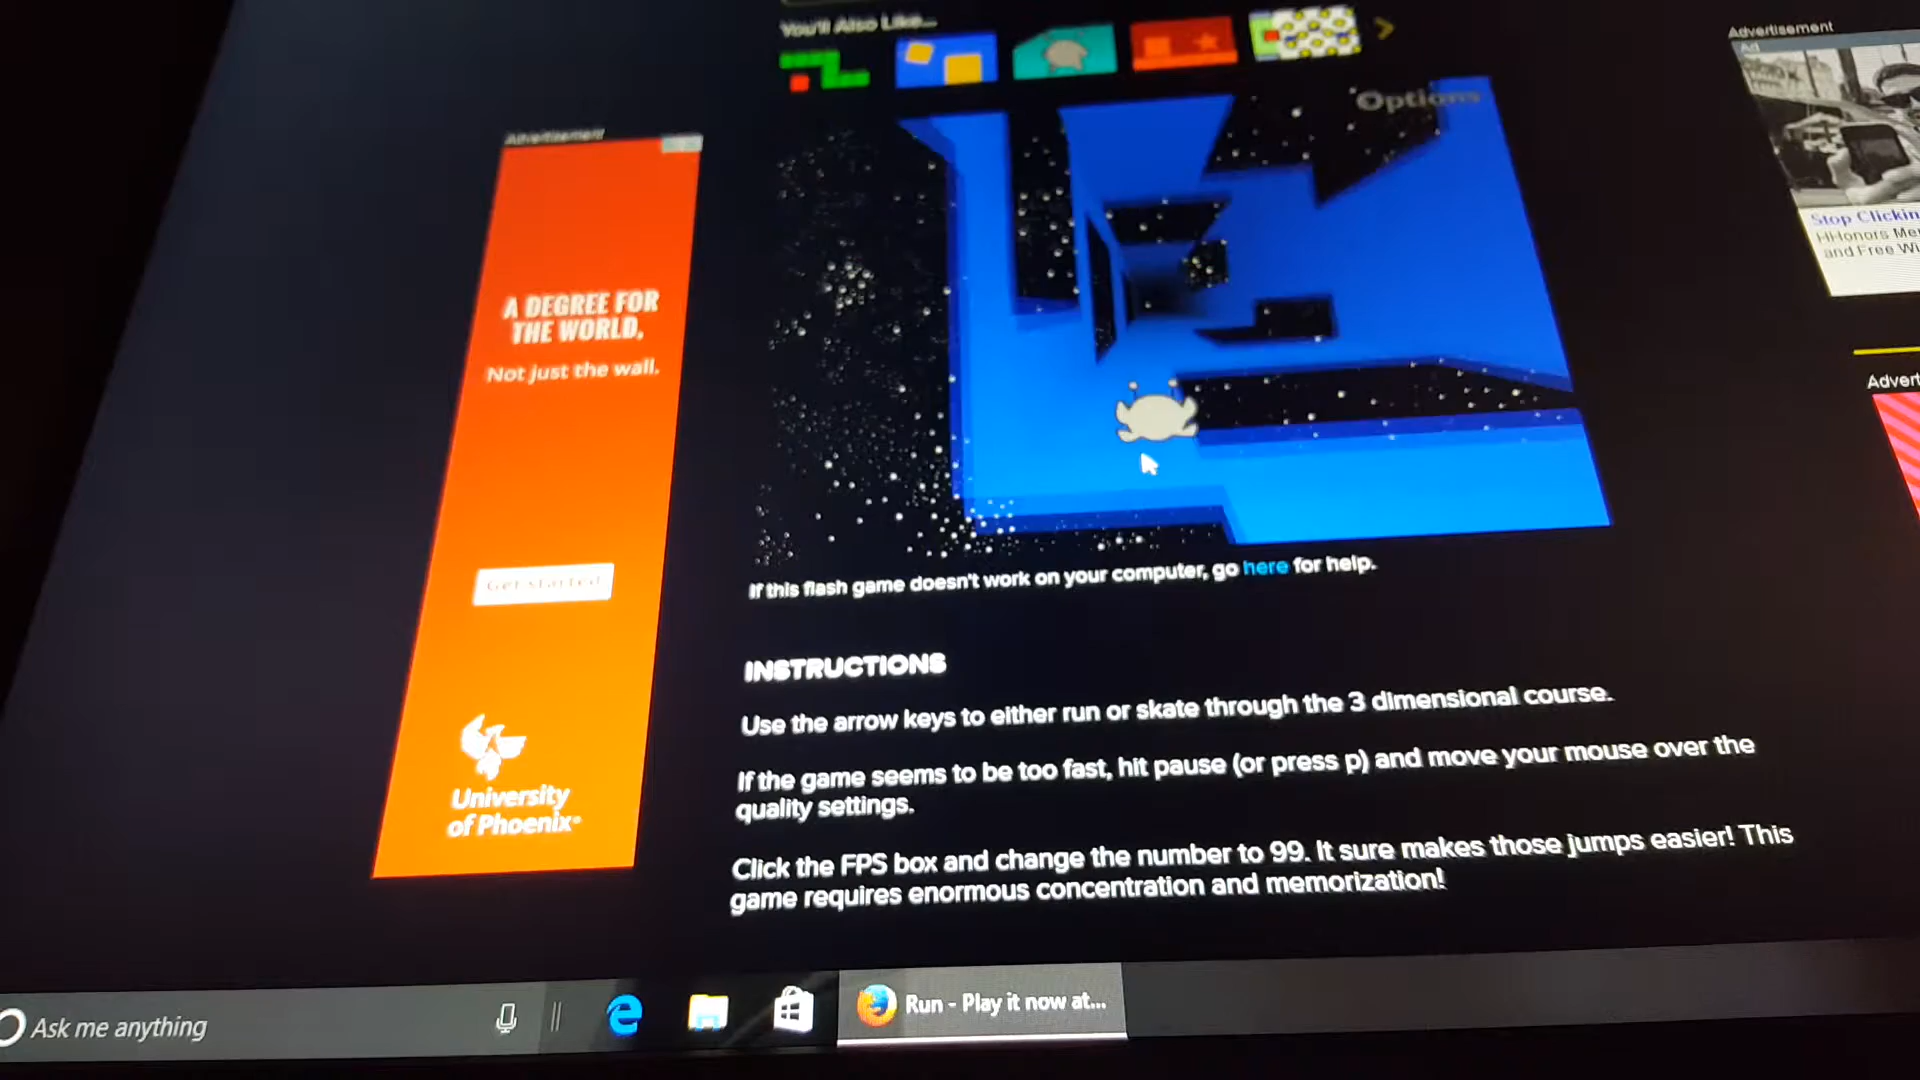 You'll Also Like...
Advertisement
Ad
Options
Advertisement
A DEGREE FOR
THE WORLD,
Not just the wall.
Get started
University
of Phoenix
Stop Clickin
HHonors Me
and Free Wi
Advert
If this flash game doesn't work on your computer, go here for help.
INSTRUCTIONS
Use the arrow keys to either run or skate through the 3 dimensional course.
If the game seems to be too fast, hit pause (or press p) and move your mouse over the
quality settings.
Click the FPS box and change the number to 99. It sure makes those jumps easier! This
game requires enormous concentration and memorization!
Ask me anything
Run - Play it now at...